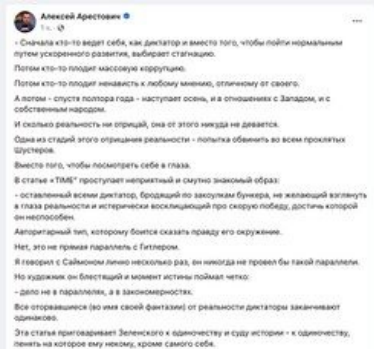 Алексей Арестович
1 ч.
- Сначала кто-то ведет себя, как диктатор и вместо того, чтобы пойти нормальным
путем ускоренного развития, выбирает стагнацию.
Потом кто-то плодит массовую коррупцию.
Потом кто-то плодит ненависть к любому мнению, отличному от своего.
А потом - спустя полтора года - наступает осень, и в отношениях с Западом, и с
собственным народом.
И сколько реальность ни отрицай, она от этого никуда не девается.
Одна из стадий этого отрицания реальности - попытка обвинить во всем проклятых
Шустеров.
Вместо того, чтобы посмотреть себе в глаза.
В статье «TIME» проступает неприятный и смутно знакомый образ:
- оставленный всеми диктатор, бродящий по закоулкам бункера, не желающий взглянуть
в глаза реальности и истерически восклицающий про скорую победу, достичь которой
он неспособен.
Авторитарный тип, которому боится сказать правду его окружение.
Нет, это не прямая параллель с Гитлером.
Я говорил с Саймоном лично несколько раз, он никогда не провел бы такой параллели.
Но художник он блестящий и момент истины поймал четко:
- дело не в параллелях, а в закономерностях.
Все оторвавшиеся (во имя своей фантазии) от реальности диктаторы заканчивают
одинаково.
Эта статья приговаривает Зеленского к одиночеству и суду истории - к одиночеству,
пенять на которое ему некому, кроме самого себя.